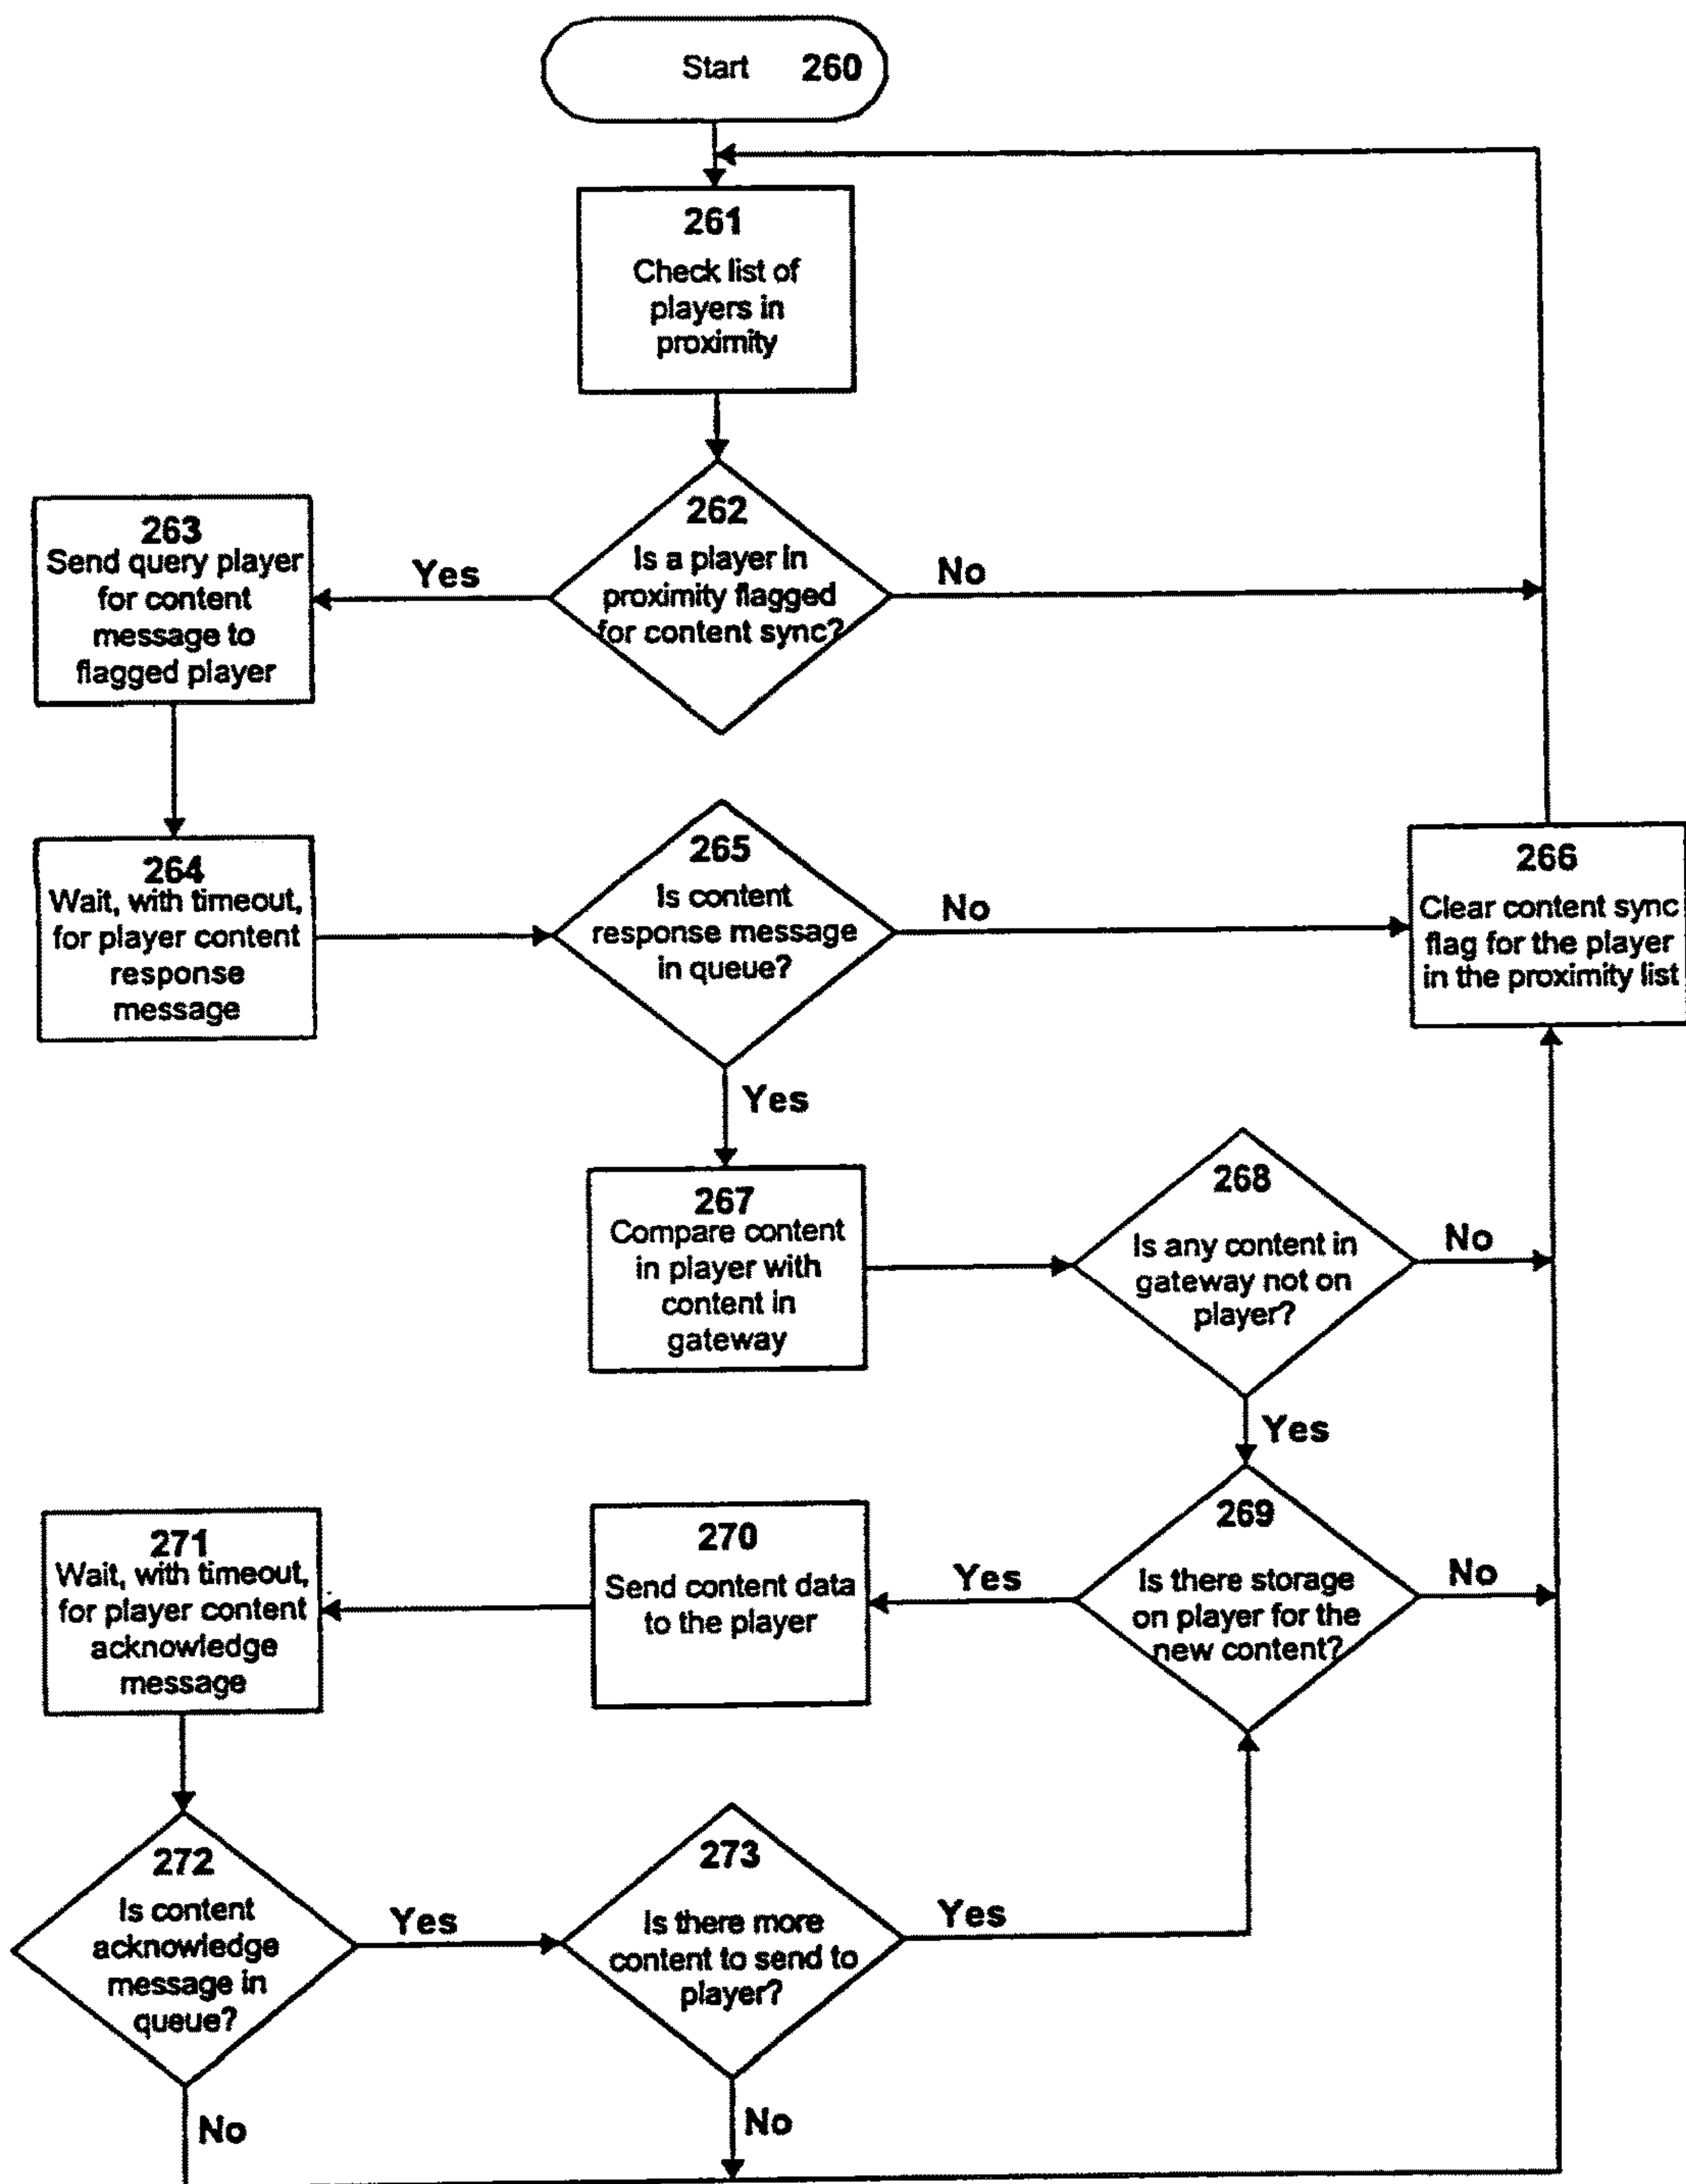 Start 260
261
Check list of
players in
proximity
262
Is a player in
proximity flagged
for content sync?
Yes
No
263
Send query player
for content
message to
flagged player
264
Wait, with timeout,
for player content
response
message
265
Is content
response message
in queue?
No
Yes
266
Clear content sync
flag for the player
in the proximity list
267
Compare content
in player with
content in
gateway
268
Is any content in
gateway not on
player?
No
Yes
269
Is there storage
on player for the
new content?
No
Yes
270
Send content data
to the player
271
Wait, with timeout,
for player content
acknowledge
message
272
Is content
acknowledge
message in
queue?
Yes
No
273
Is there more
content to send to
player?
Yes
No